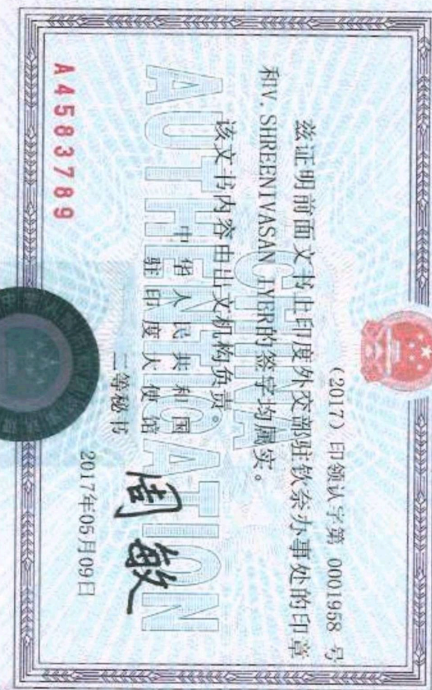 (2017) 印领认字第 0001958 号
兹证明前面文书上印度外交部驻钦奈办事处的印章
和V. SHREENIVASAN IYER的签字均属实。
该文书内容由出文机构负责。
CHINA
AUTHENTICATION
中华人民共和国
驻印度大使馆
二等秘书
周敏
2017年05月09日
A4583789